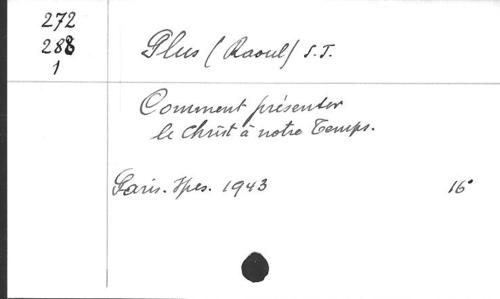 272
288
1
Plus (Raoul) S.J.
Comment présenter
le Christ à notre Temps.
Paris. Spes. 1943 16°